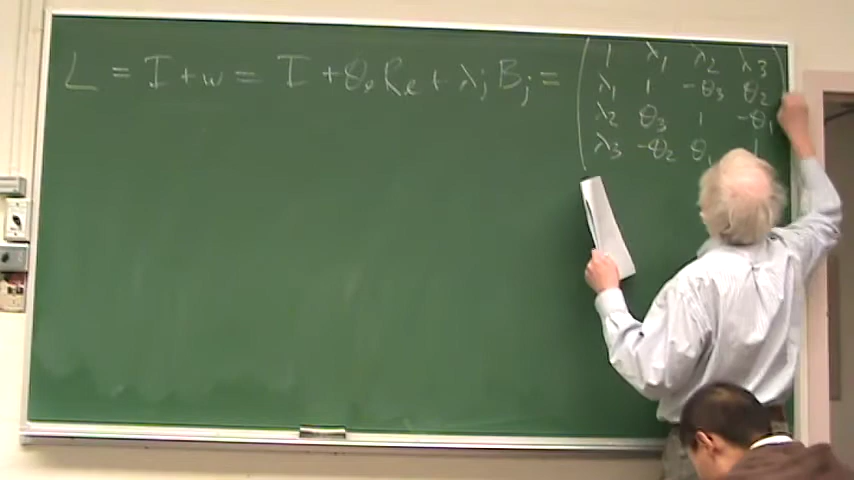 L = I + w = I + θₑ Rₑ + λⱼ Bⱼ =
1 λ₁ λ₂ λ₃
λ₁ 1 -θ₃ θ₂
λ₂ θ₃ 1 -θ₁
λ₃ -θ₂ θ₁ 1